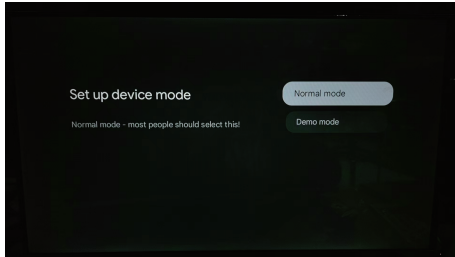 Set up device mode
Normal mode - most people should select this!
Normal mode
Demo mode